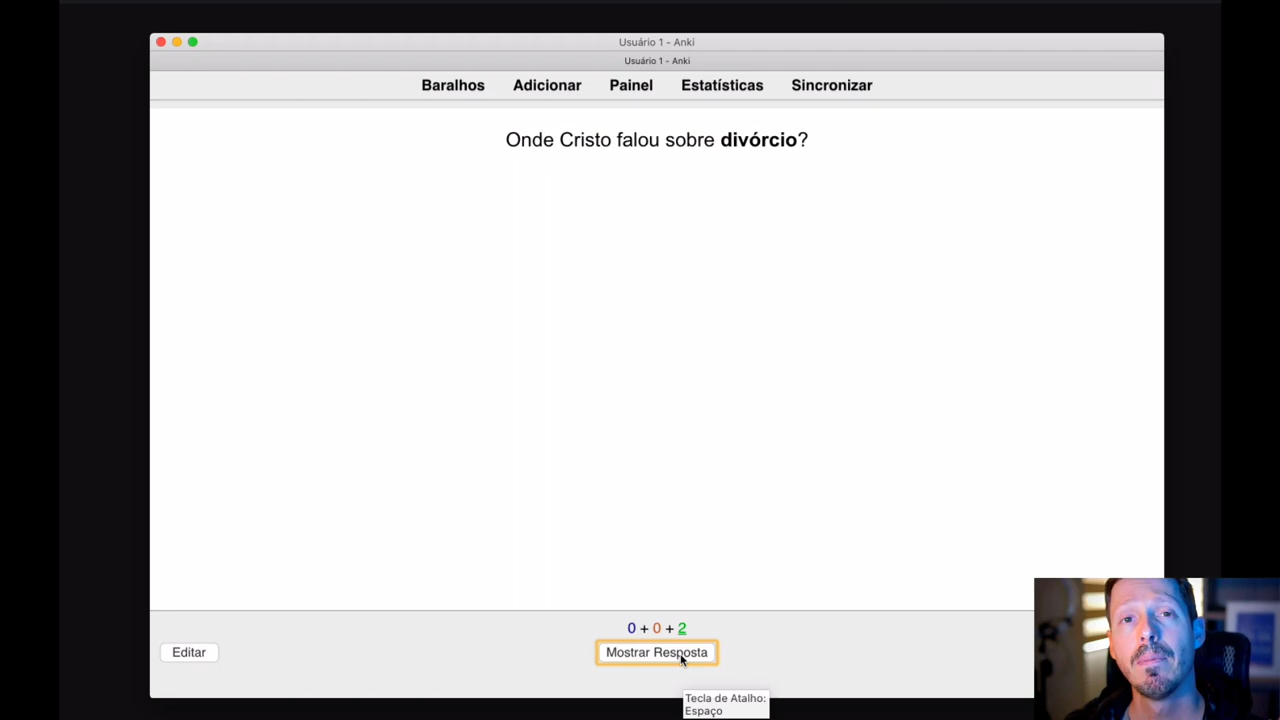 Usuário 1 - Anki
Usuário 1 - Anki
Baralhos Adicionar Painel Estatísticas Sincronizar
Onde Cristo falou sobre divórcio?
0 + 0 + 2
Editar Mostrar Resposta
Tecla de Atalho:
Espaço